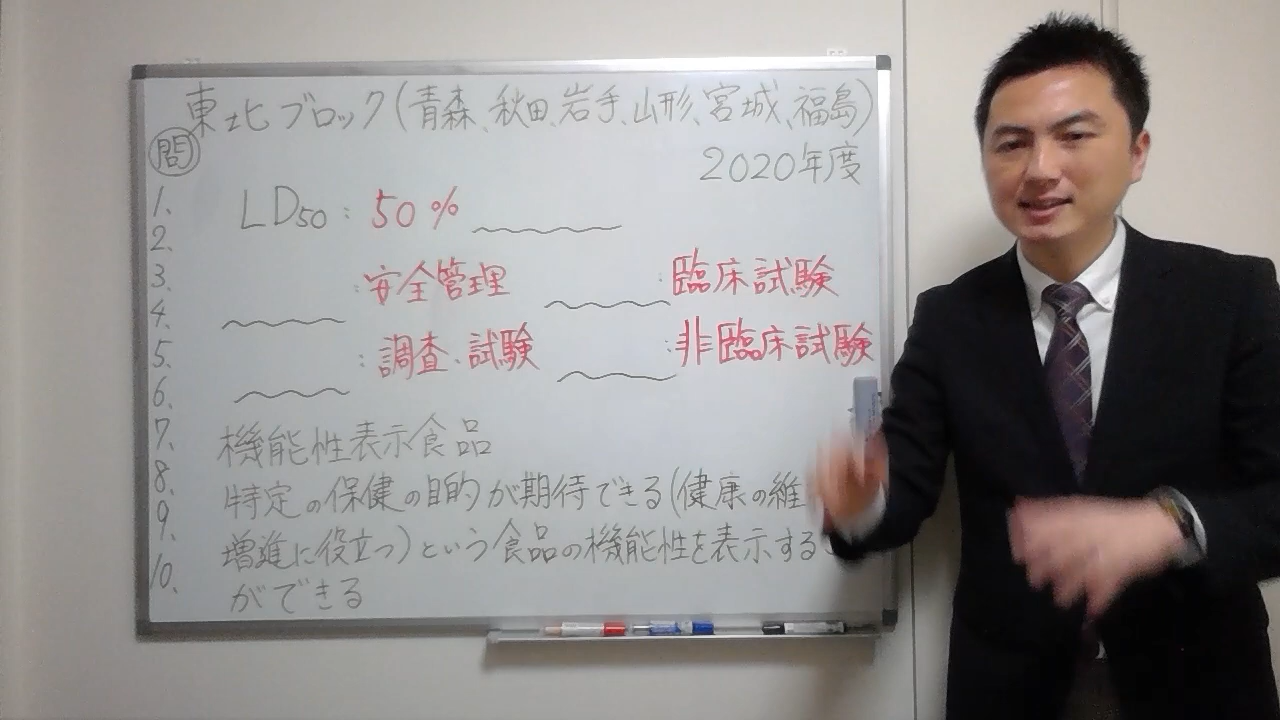 東北ブロック(青森、秋田、岩手、山形、宮城、福島)
問
2020年度
1.
LD50: 50%
2.
3.
: 安全管理
: 臨床試験
4.
5.
: 調査、試験
: 非臨床試験
6.
7.
機能性表示食品
8.
特定の保健の目的が期待できる(健康の維
9.
増進に役立つ)という食品の機能性を表示する
10.
ができる